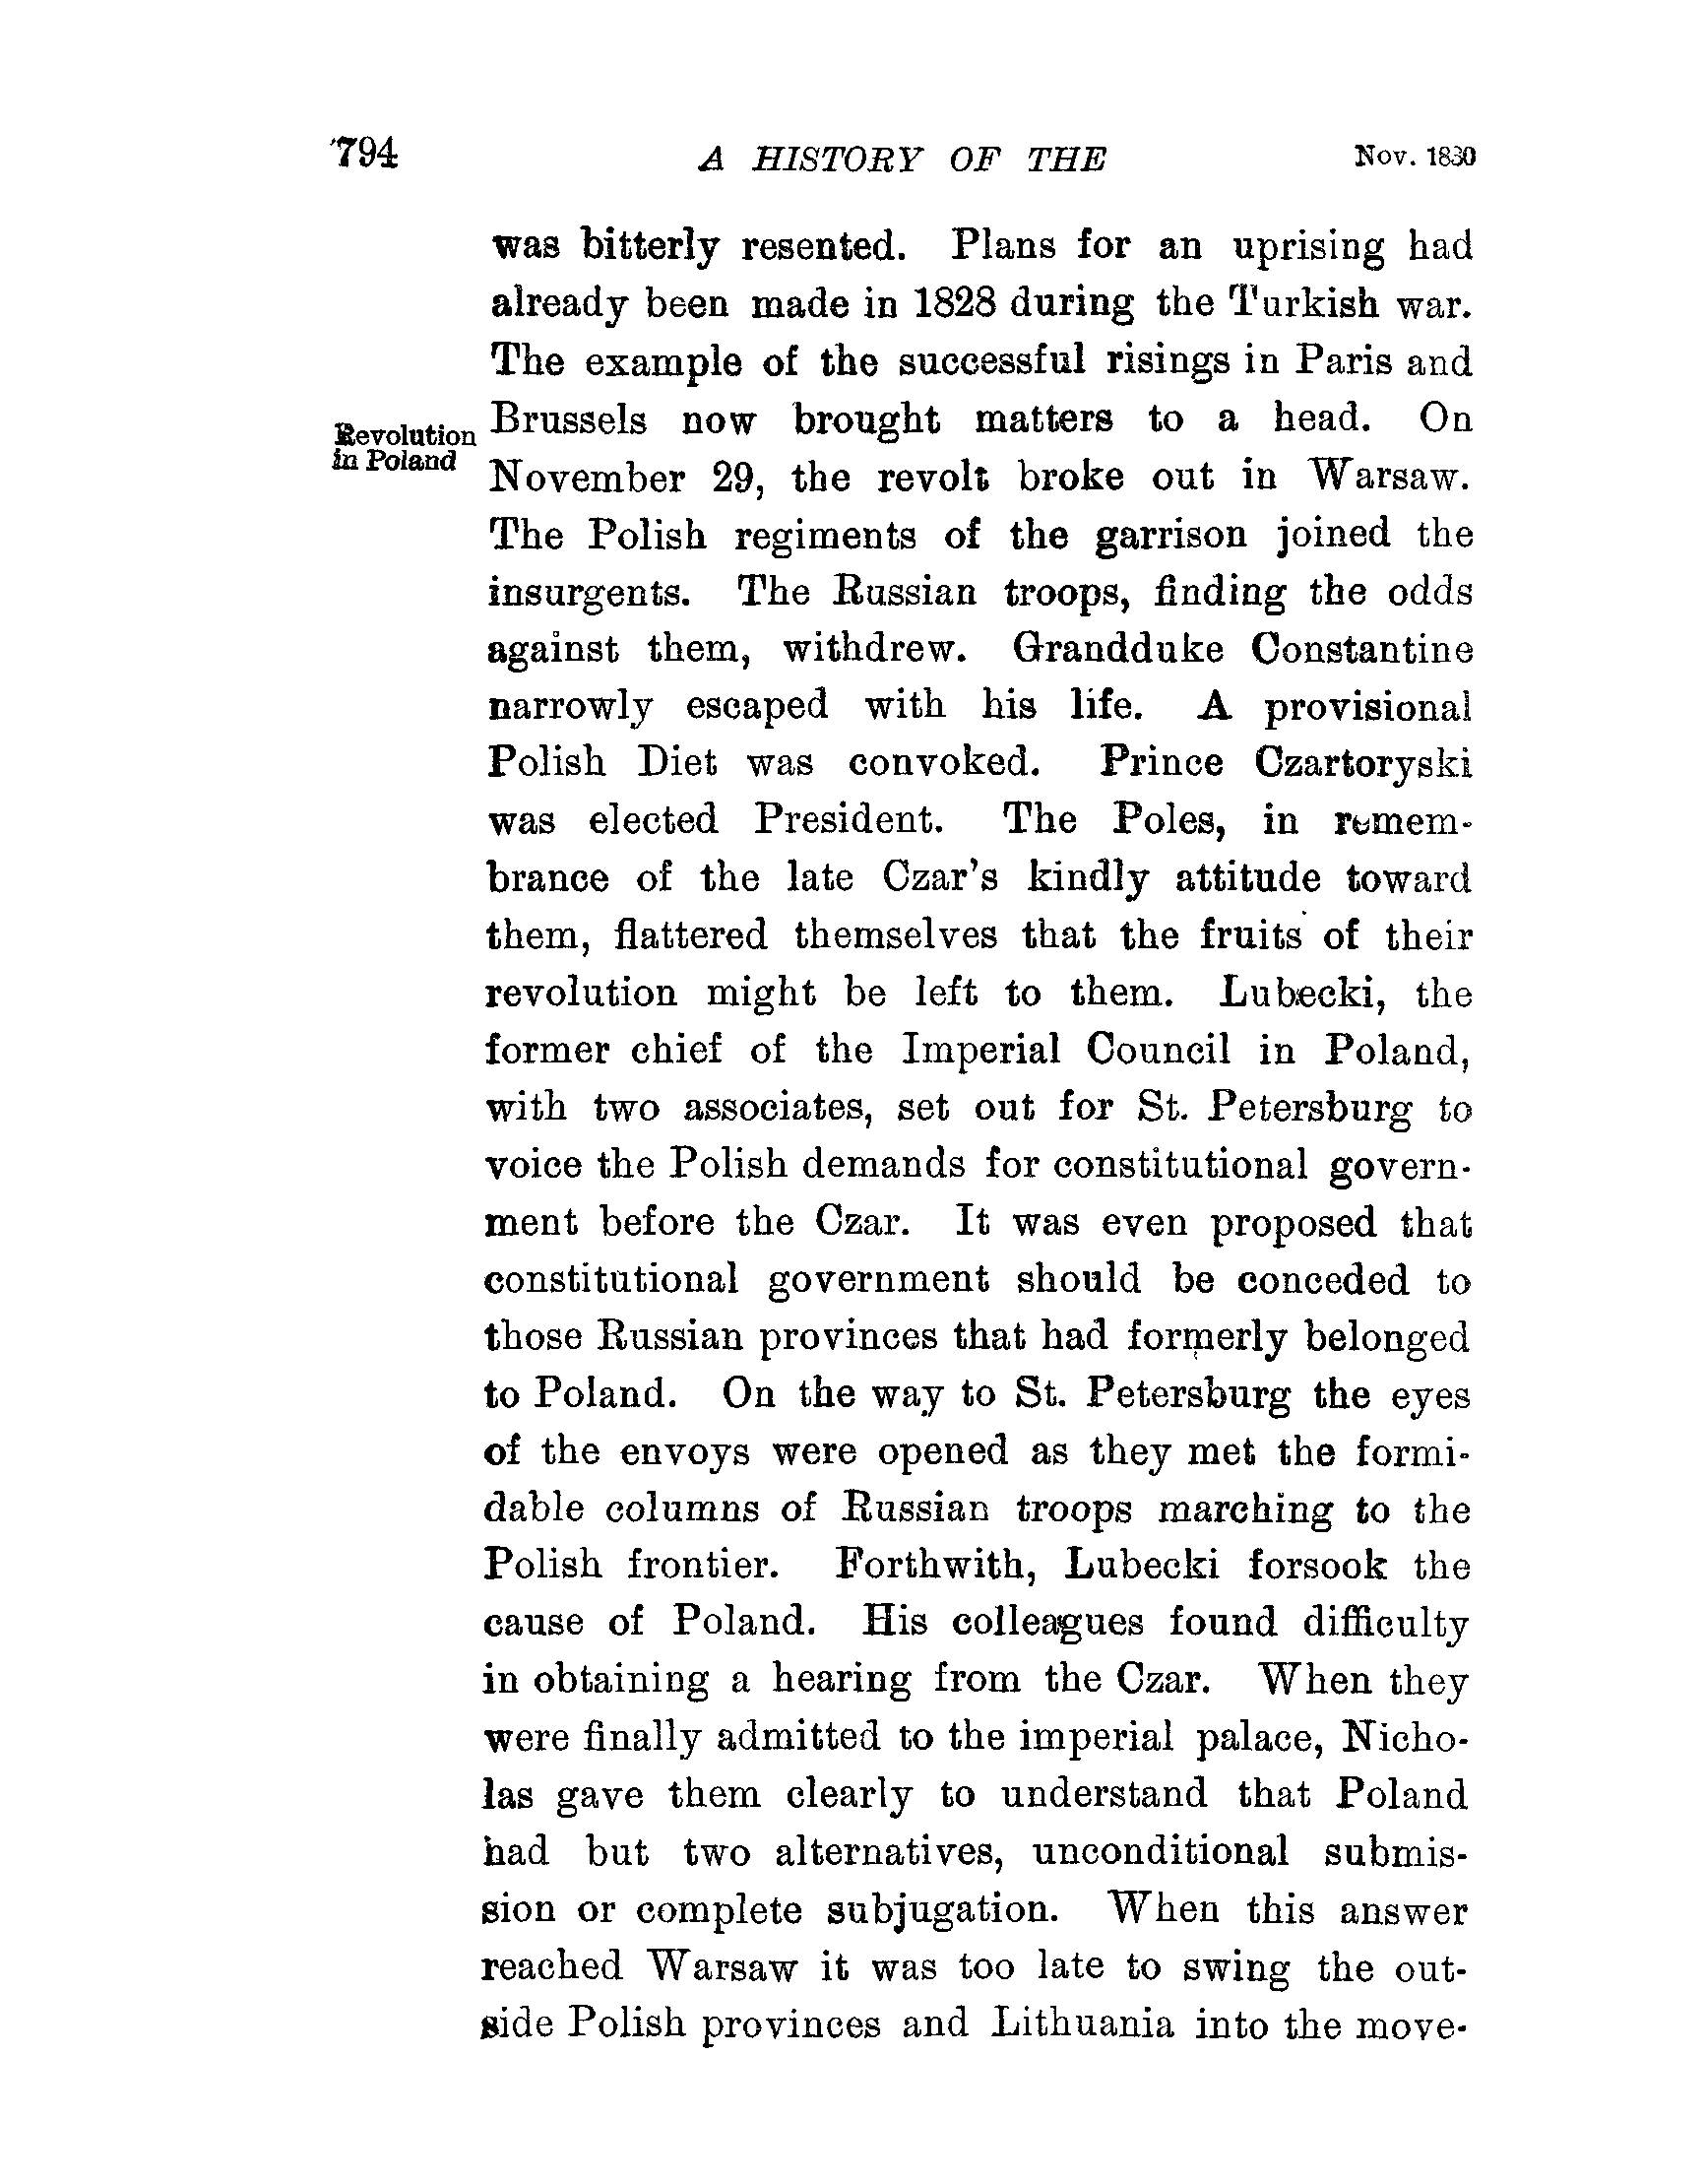 794 A HISTORY OF THE Nov. 1830
was bitterly resented. Plans for an uprising had
already been made in 1828 during the Turkish war.
The example of the successful risings in Paris and
Brussels now brought matters to a head. On
Revolution
in Poland
November 29, the revolt broke out in Warsaw.
The Polish regiments of the garrison joined the
insurgents. The Russian troops, finding the odds
against them, withdrew. Grandduke Constantine
narrowly escaped with his life. A provisional
Polish Diet was convoked. Prince Czartoryski
was elected President. The Poles, in remem-
brance of the late Czar's kindly attitude toward
them, flattered themselves that the fruits of their
revolution might be left to them. Lubecki, the
former chief of the Imperial Council in Poland,
with two associates, set out for St. Petersburg to
voice the Polish demands for constitutional govern-
ment before the Czar. It was even proposed that
constitutional government should be conceded to
those Russian provinces that had formerly belonged
to Poland. On the way to St. Petersburg the eyes
of the envoys were opened as they met the formi-
dable columns of Russian troops marching to the
Polish frontier. Forthwith, Lubecki forsook the
cause of Poland. His colleagues found difficulty
in obtaining a hearing from the Czar. When they
were finally admitted to the imperial palace, Nicho-
las gave them clearly to understand that Poland
had but two alternatives, unconditional submis-
sion or complete subjugation. When this answer
reached Warsaw it was too late to swing the out-
side Polish provinces and Lithuania into the move-